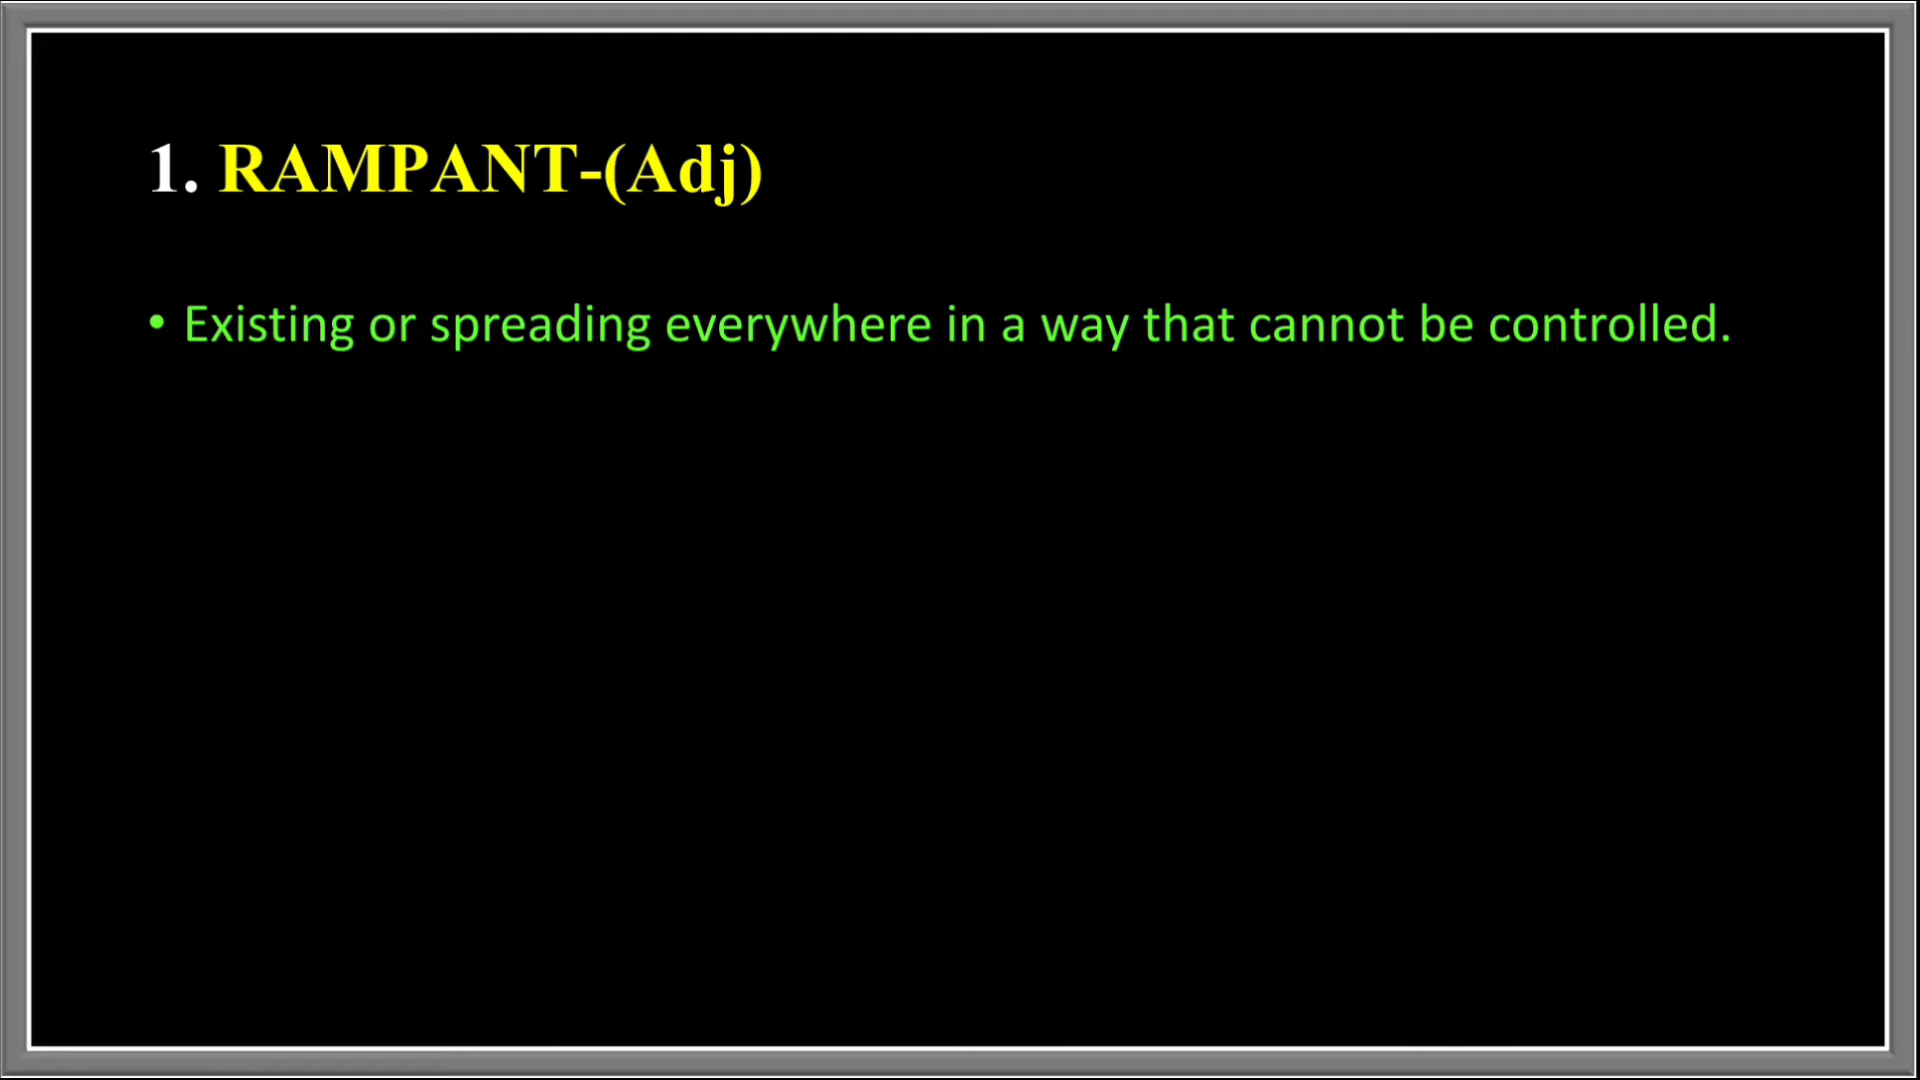 1. RAMPANT-(Adj)
• Existing or spreading everywhere in a way that cannot be controlled.